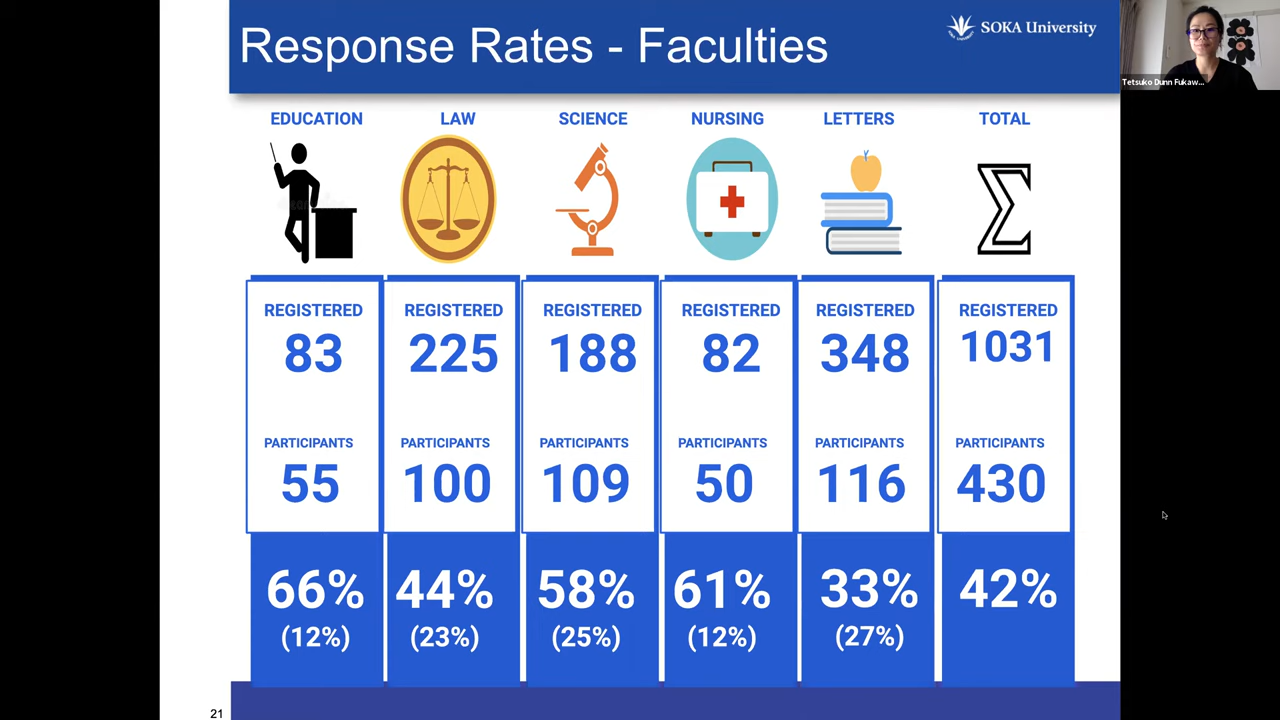 Response Rates - Faculties
SOKA University
Tetsuko Dunn Fukaw...
EDUCATION LAW SCIENCE NURSING LETTERS TOTAL
REGISTERED REGISTERED REGISTERED REGISTERED REGISTERED REGISTERED
83 225 188 82 348 1031
PARTICIPANTS PARTICIPANTS PARTICIPANTS PARTICIPANTS PARTICIPANTS PARTICIPANTS
55 100 109 50 116 430
66% 44% 58% 61% 33% 42%
(12%) (23%) (25%) (12%) (27%)
21